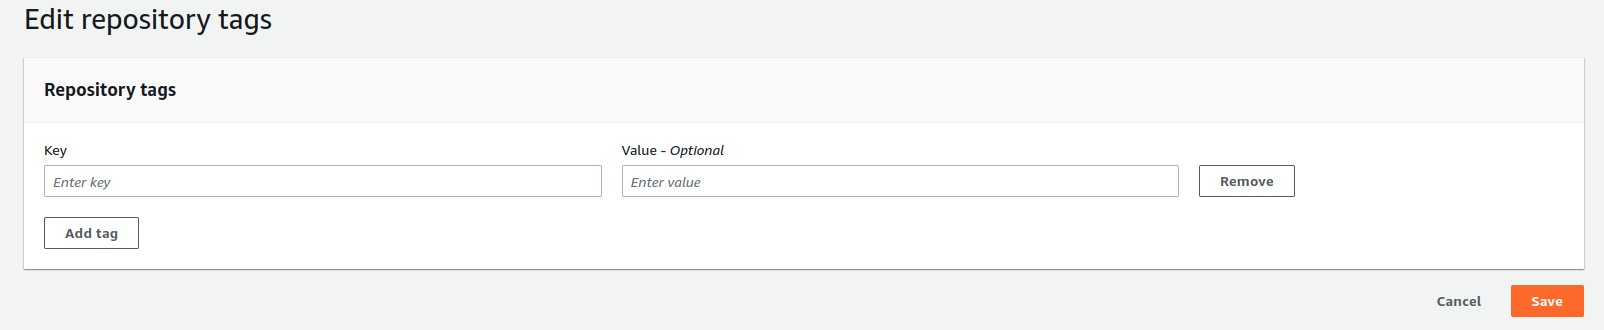 Edit repository tags
Repository tags
Key
Value - Optional
Enter key
Enter value
Remove
Add tag
Cancel
Save